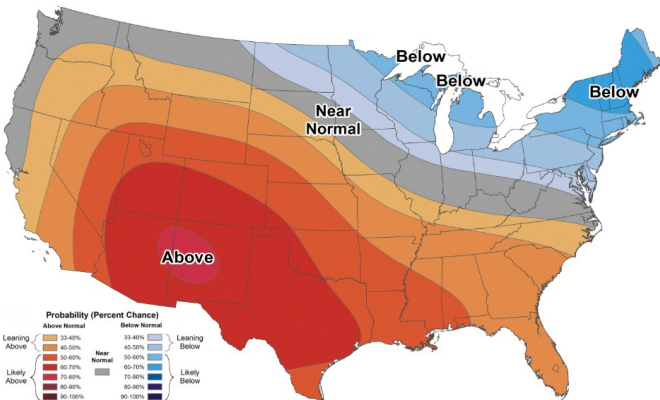 Below
Below
Below
Near
Normal
Above
Probability (Percent Chance)
Above Normal
Below Normal
Leaning
Above
33-40%
40-50%
Likely
Above
50-60%
60-70%
70-80%
80-90%
90-100%
Near
Normal
33-40%
40-50%
Leaning
Below
50-60%
60-70%
70-80%
80-90%
90-100%
Likely
Below